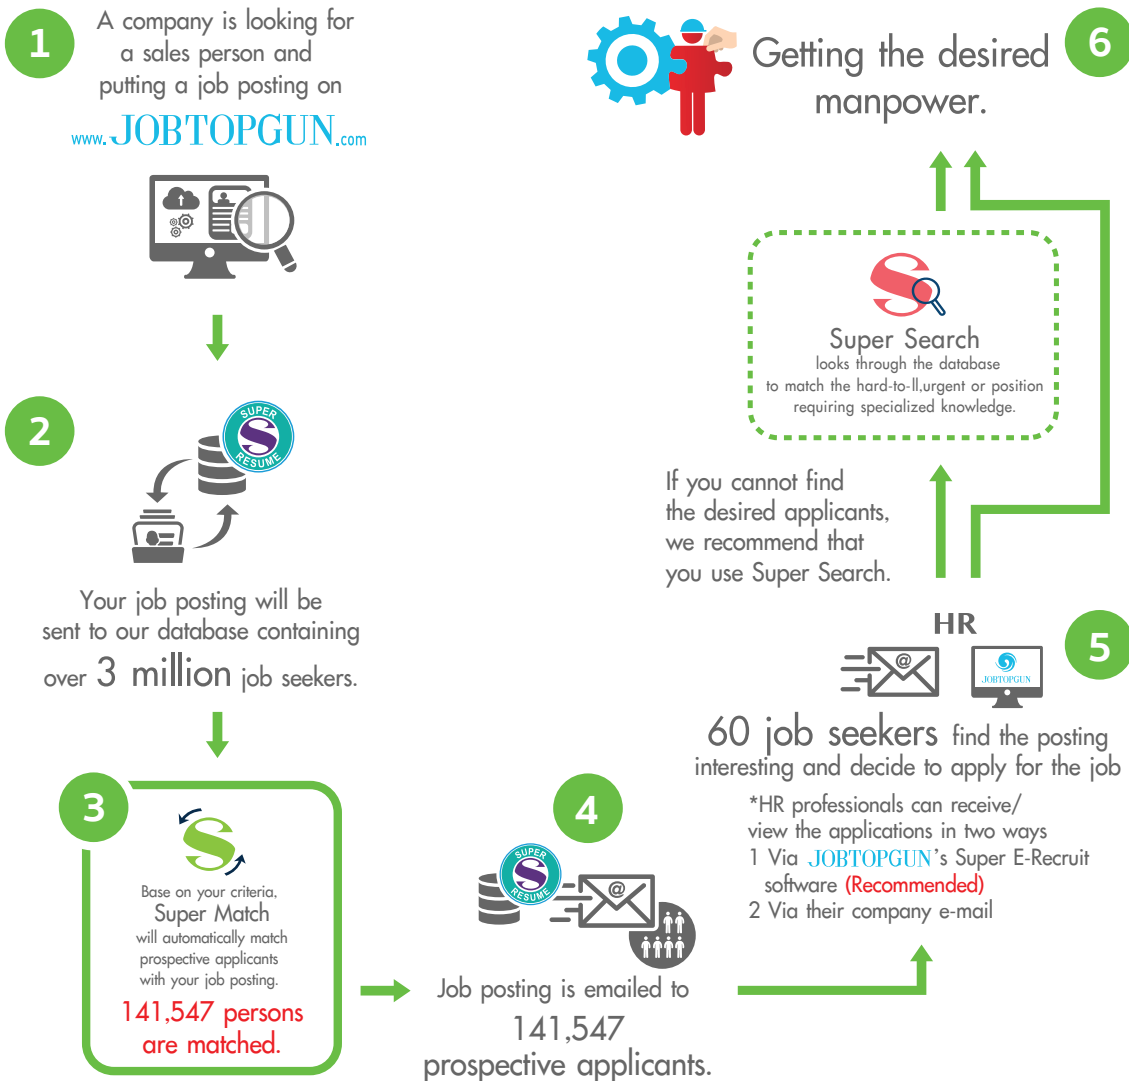 1
A company is looking for
a sales person and
putting a job posting on
www.JOBTOPGUN.com
2
SUPER
S
RESUME
Your job posting will be
sent to our database containing
over 3 million job seekers.
3
S
Base on your criteria,
Super Match
will automatically match
prospective applicants
with your job posting.
141,547 persons
are matched.
4
SUPER
S
RESUME
@
Job posting is emailed to
141,547
prospective applicants.
5
HR
@
JOBTOPGUN
60 job seekers find the posting
interesting and decide to apply for the job
*HR professionals can receive/
view the applications in two ways
1 Via JOBTOPGUN's Super E-Recruit
software (Recommended)
2 Via their company e-mail
If you cannot find
the desired applicants,
we recommend that
you use Super Search.
S
Super Search
looks through the database
to match the hard-to-ll,urgent or position
requiring specialized knowledge.
6
Getting the desired
manpower.